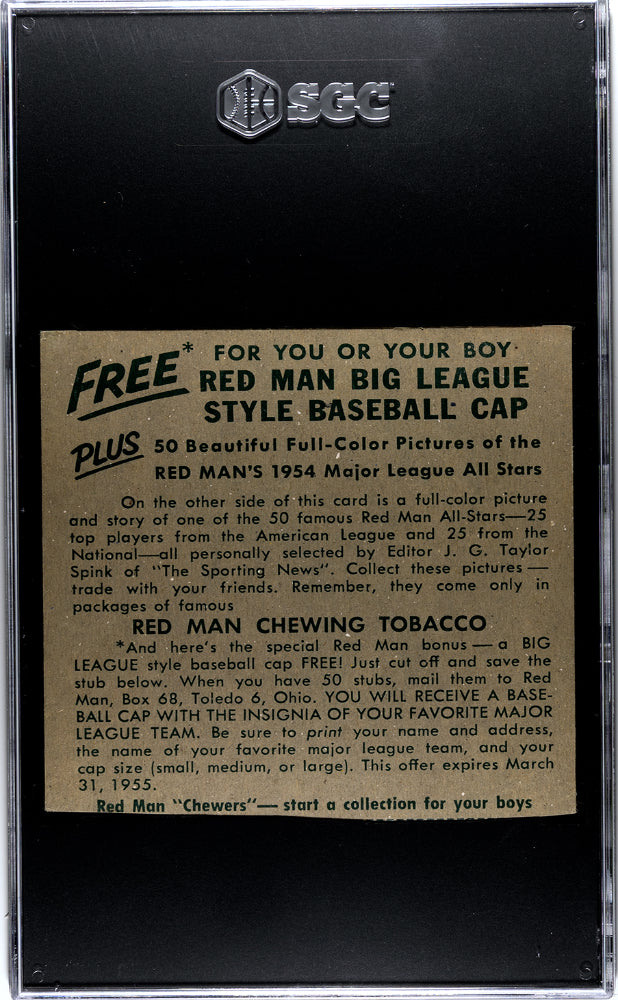 SGC
FREE* FOR YOU OR YOUR BOY
RED MAN BIG LEAGUE
STYLE BASEBALL CAP
PLUS 50 Beautiful Full-Color Pictures of the
RED MAN'S 1954 Major League All Stars
On the other side of this card is a full-color picture
and story of one of the 50 famous Red Man All-Stars—25
top players from the American League and 25 from the
National—all personally selected by Editor J. G. Taylor
Spink of "The Sporting News". Collect these pictures—
trade with your friends. Remember, they come only in
packages of famous
RED MAN CHEWING TOBACCO
*And here's the special Red Man bonus—a BIG
LEAGUE style baseball cap FREE! Just cut off and save the
stub below. When you have 50 stubs, mail them to Red
Man, Box 68, Toledo 6, Ohio. YOU WILL RECEIVE A BASE-
BALL CAP WITH THE INSIGNIA OF YOUR FAVORITE MAJOR
LEAGUE TEAM. Be sure to print your name and address,
the name of your favorite major league team, and your
cap size (small, medium, or large). This offer expires March
31, 1955.
Red Man "Chewers"—start a collection for your boys